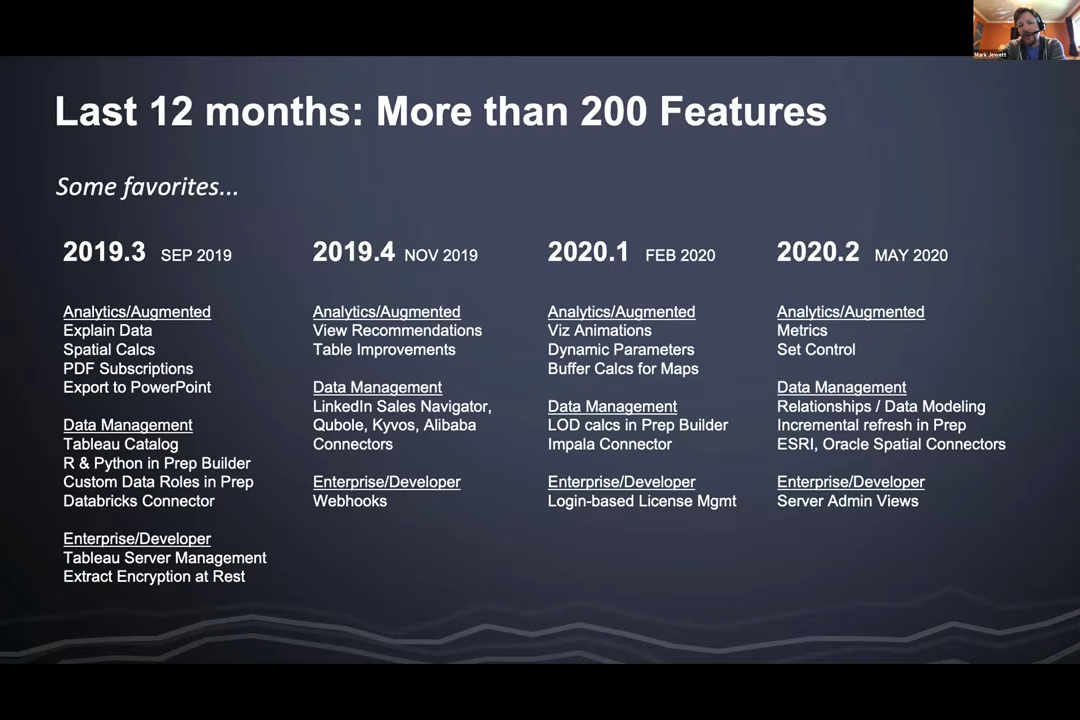 Mark Jewett
Last 12 months: More than 200 Features
Some favorites...
2019.3 SEP 2019
Analytics/Augmented
Explain Data
Spatial Calcs
PDF Subscriptions
Export to PowerPoint
Data Management
Tableau Catalog
R & Python in Prep Builder
Custom Data Roles in Prep
Databricks Connector
Enterprise/Developer
Tableau Server Management
Extract Encryption at Rest
2019.4 NOV 2019
Analytics/Augmented
View Recommendations
Table Improvements
Data Management
LinkedIn Sales Navigator,
Qubole, Kyvos, Alibaba
Connectors
Enterprise/Developer
Webhooks
2020.1 FEB 2020
Analytics/Augmented
Viz Animations
Dynamic Parameters
Buffer Calcs for Maps
Data Management
LOD calcs in Prep Builder
Impala Connector
Enterprise/Developer
Login-based License Mgmt
2020.2 MAY 2020
Analytics/Augmented
Metrics
Set Control
Data Management
Relationships / Data Modeling
Incremental refresh in Prep
ESRI, Oracle Spatial Connectors
Enterprise/Developer
Server Admin Views